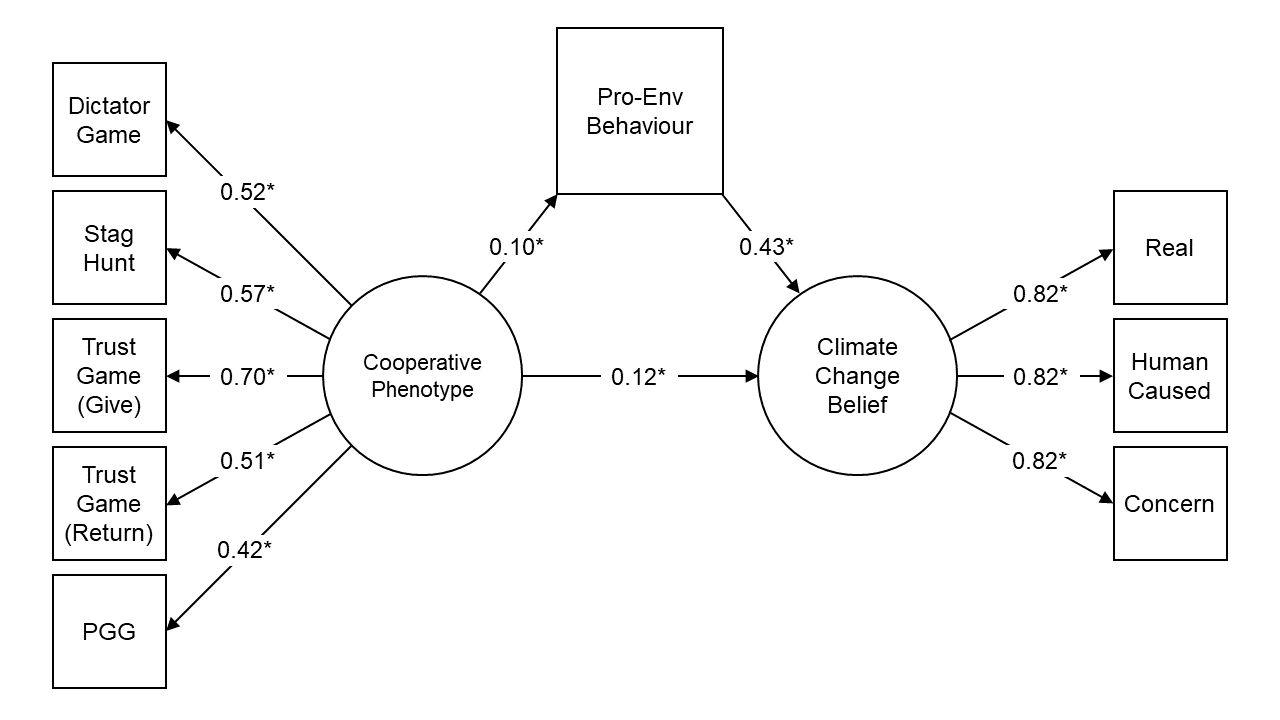 Pro-Env
Behaviour
Dictator
Game
0.52*
Stag
Hunt
0.57*
Trust
Game
(Give)
0.70*
Trust
Game
(Return)
0.51*
PGG
0.42*
Cooperative
Phenotype
0.10*
0.43*
0.12*
Climate
Change
Belief
0.82*
Real
0.82*
Human
Caused
0.82*
Concern